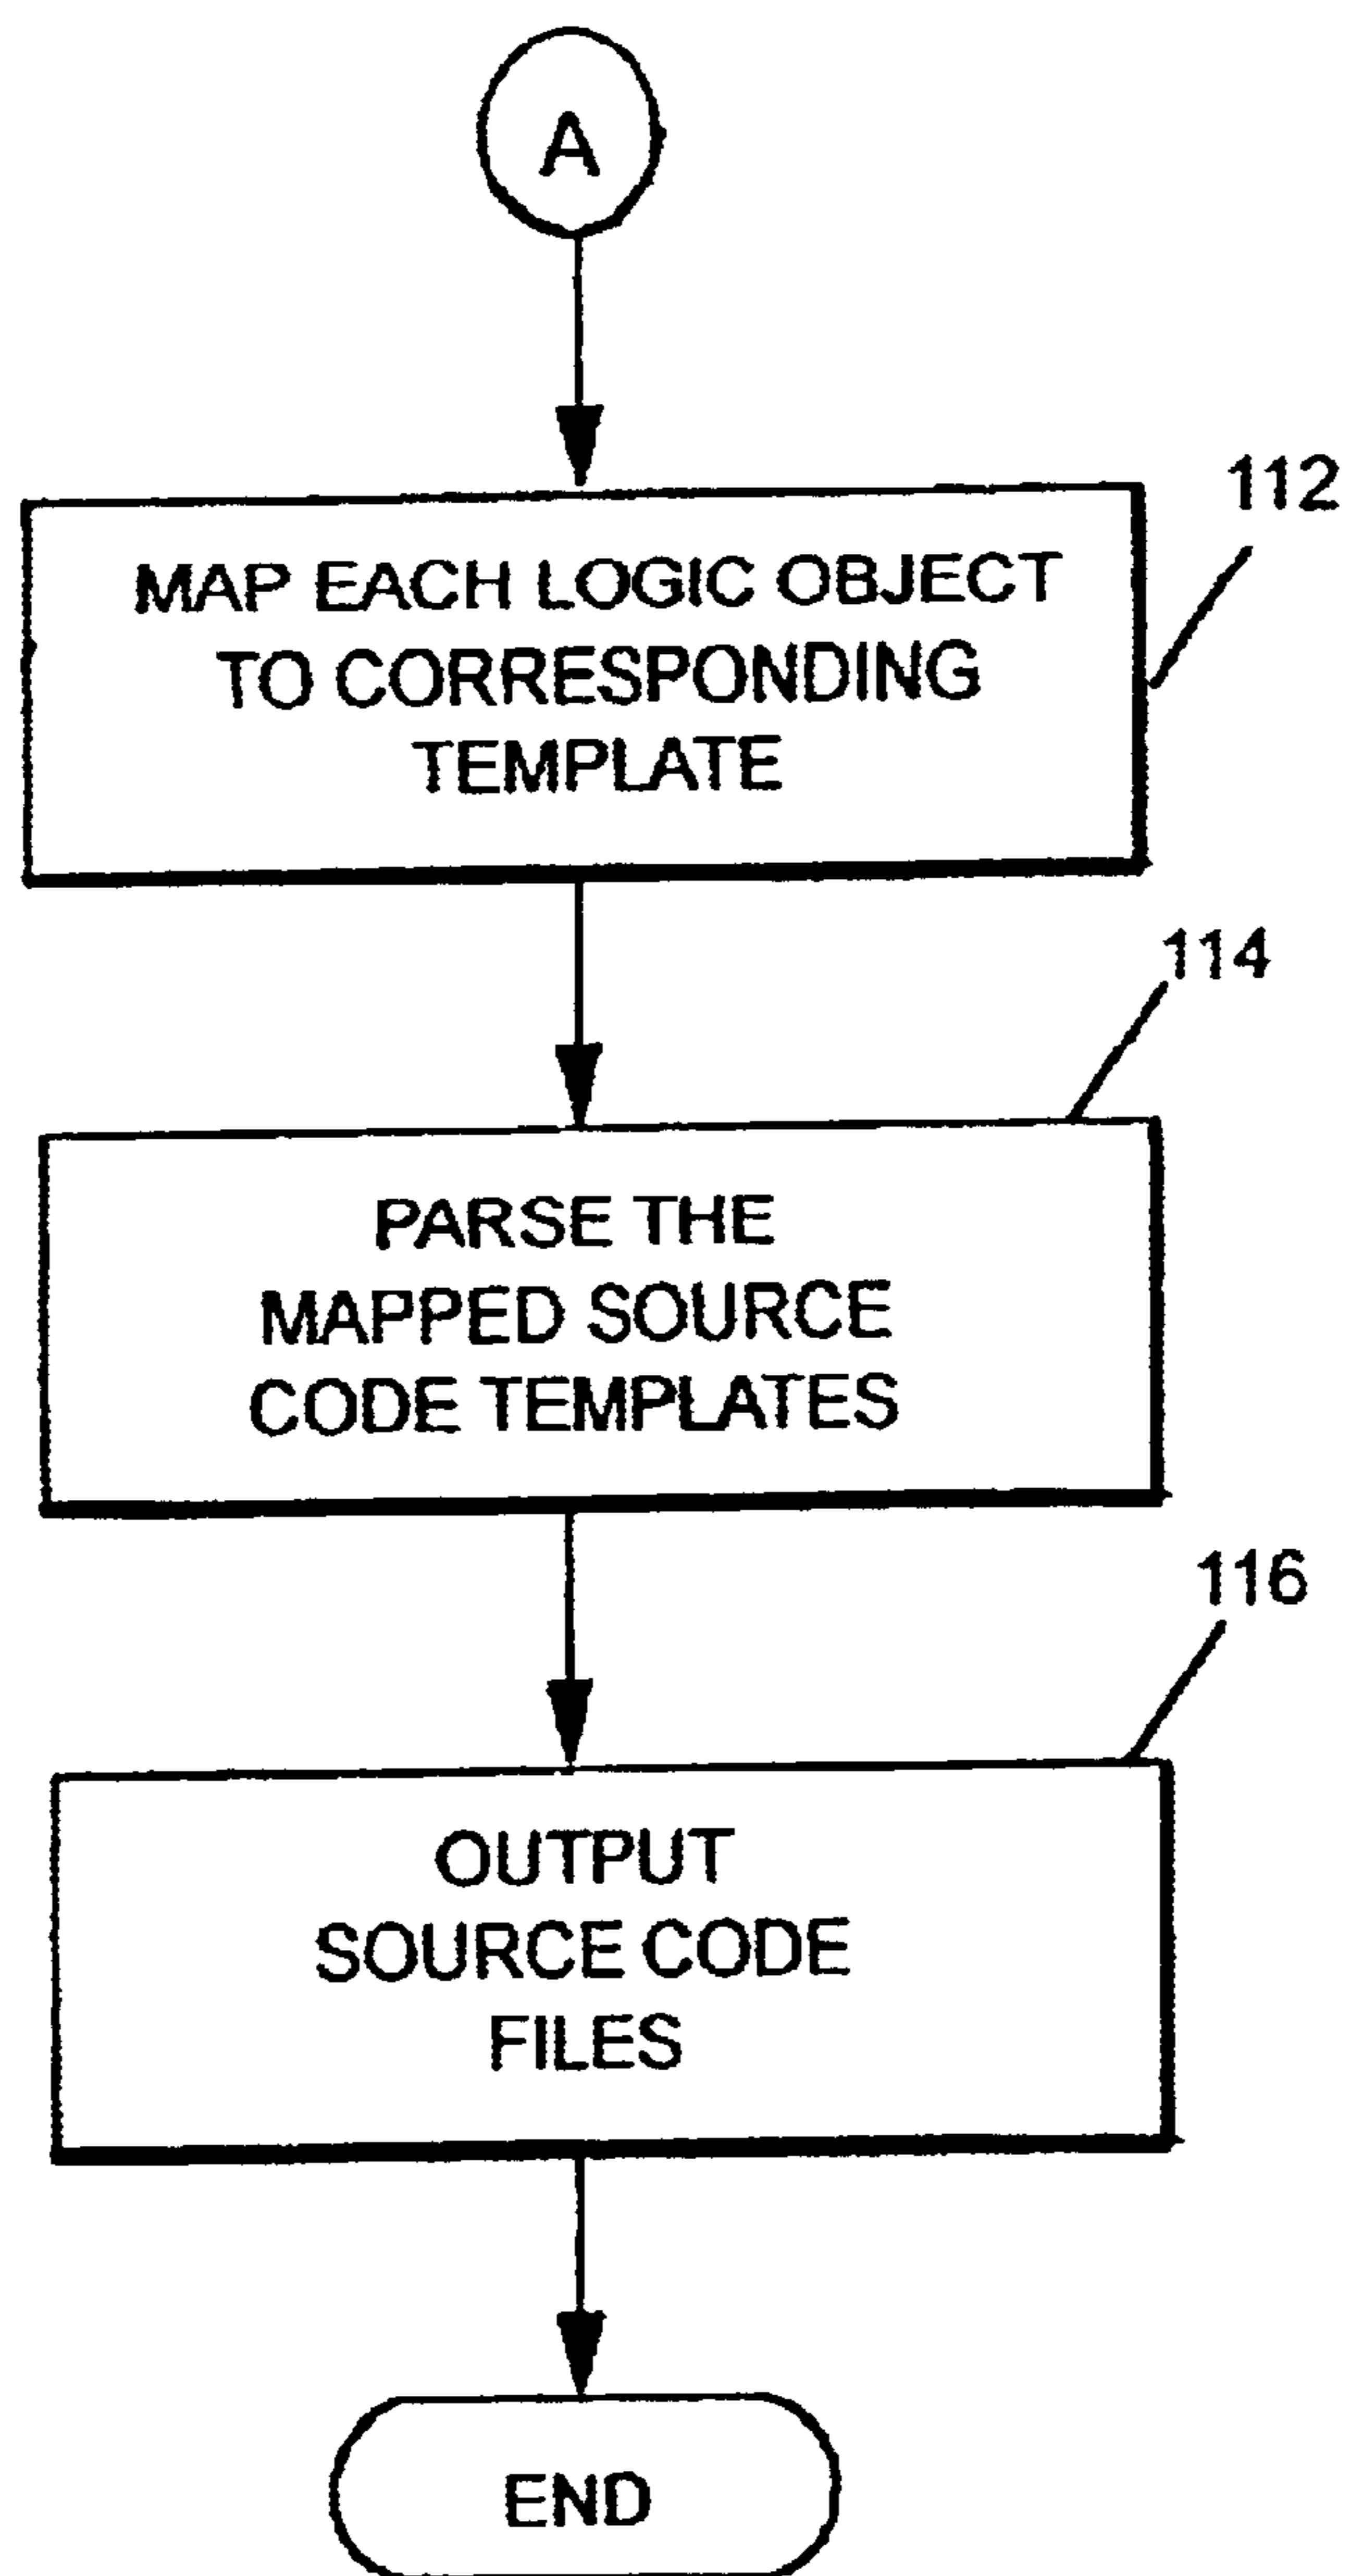 A
112
MAP EACH LOGIC OBJECT
TO CORRESPONDING
TEMPLATE
114
PARSE THE
MAPPED SOURCE
CODE TEMPLATES
116
OUTPUT
SOURCE CODE
FILES
END